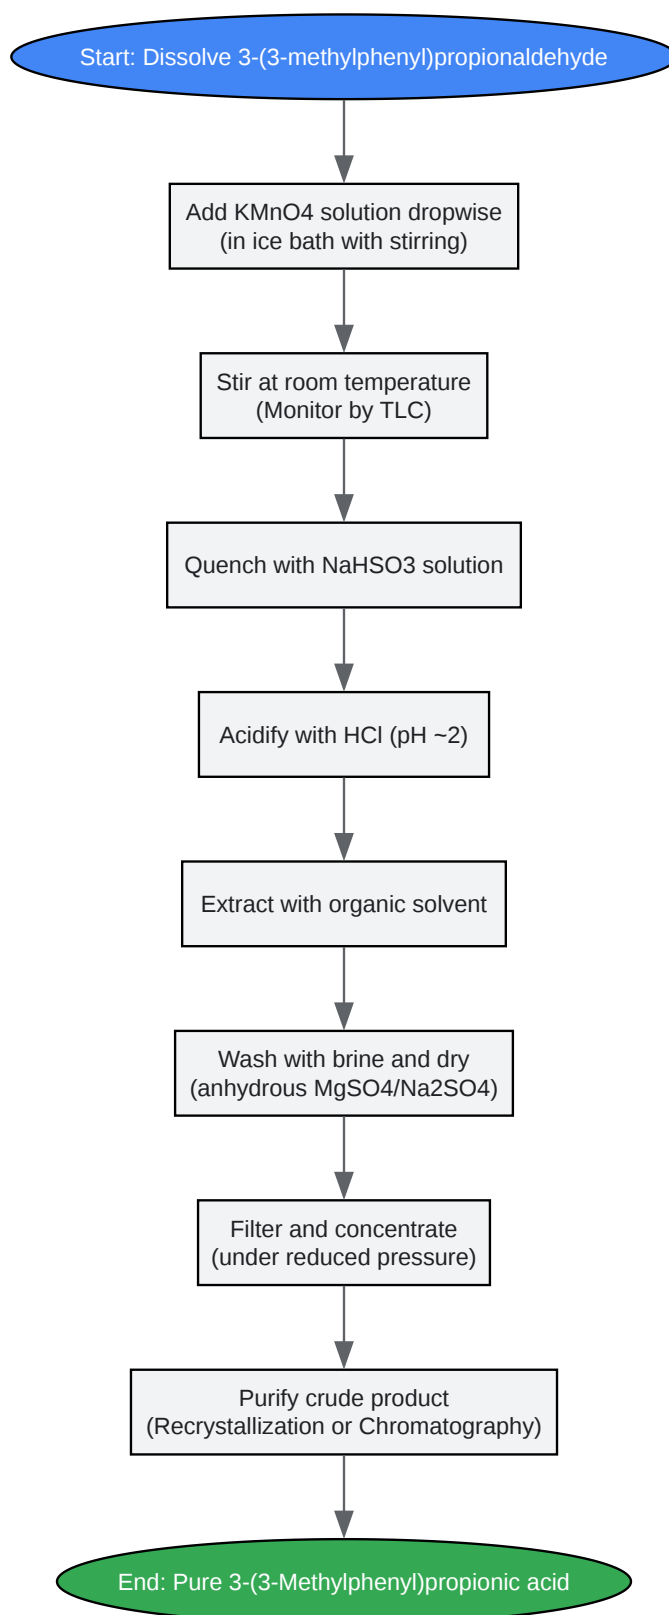 Start: Dissolve 3-(3-methylphenyl)propionaldehyde
Add KMnO4 solution dropwise
(in ice bath with stirring)
Stir at room temperature
(Monitor by TLC)
Quench with NaHSO3 solution
Acidify with HCl (pH ~2)
Extract with organic solvent
Wash with brine and dry
(anhydrous MgSO4/Na2SO4)
Filter and concentrate
(under reduced pressure)
Purify crude product
(Recrystallization or Chromatography)
End: Pure 3-(3-Methylphenyl)propionic acid